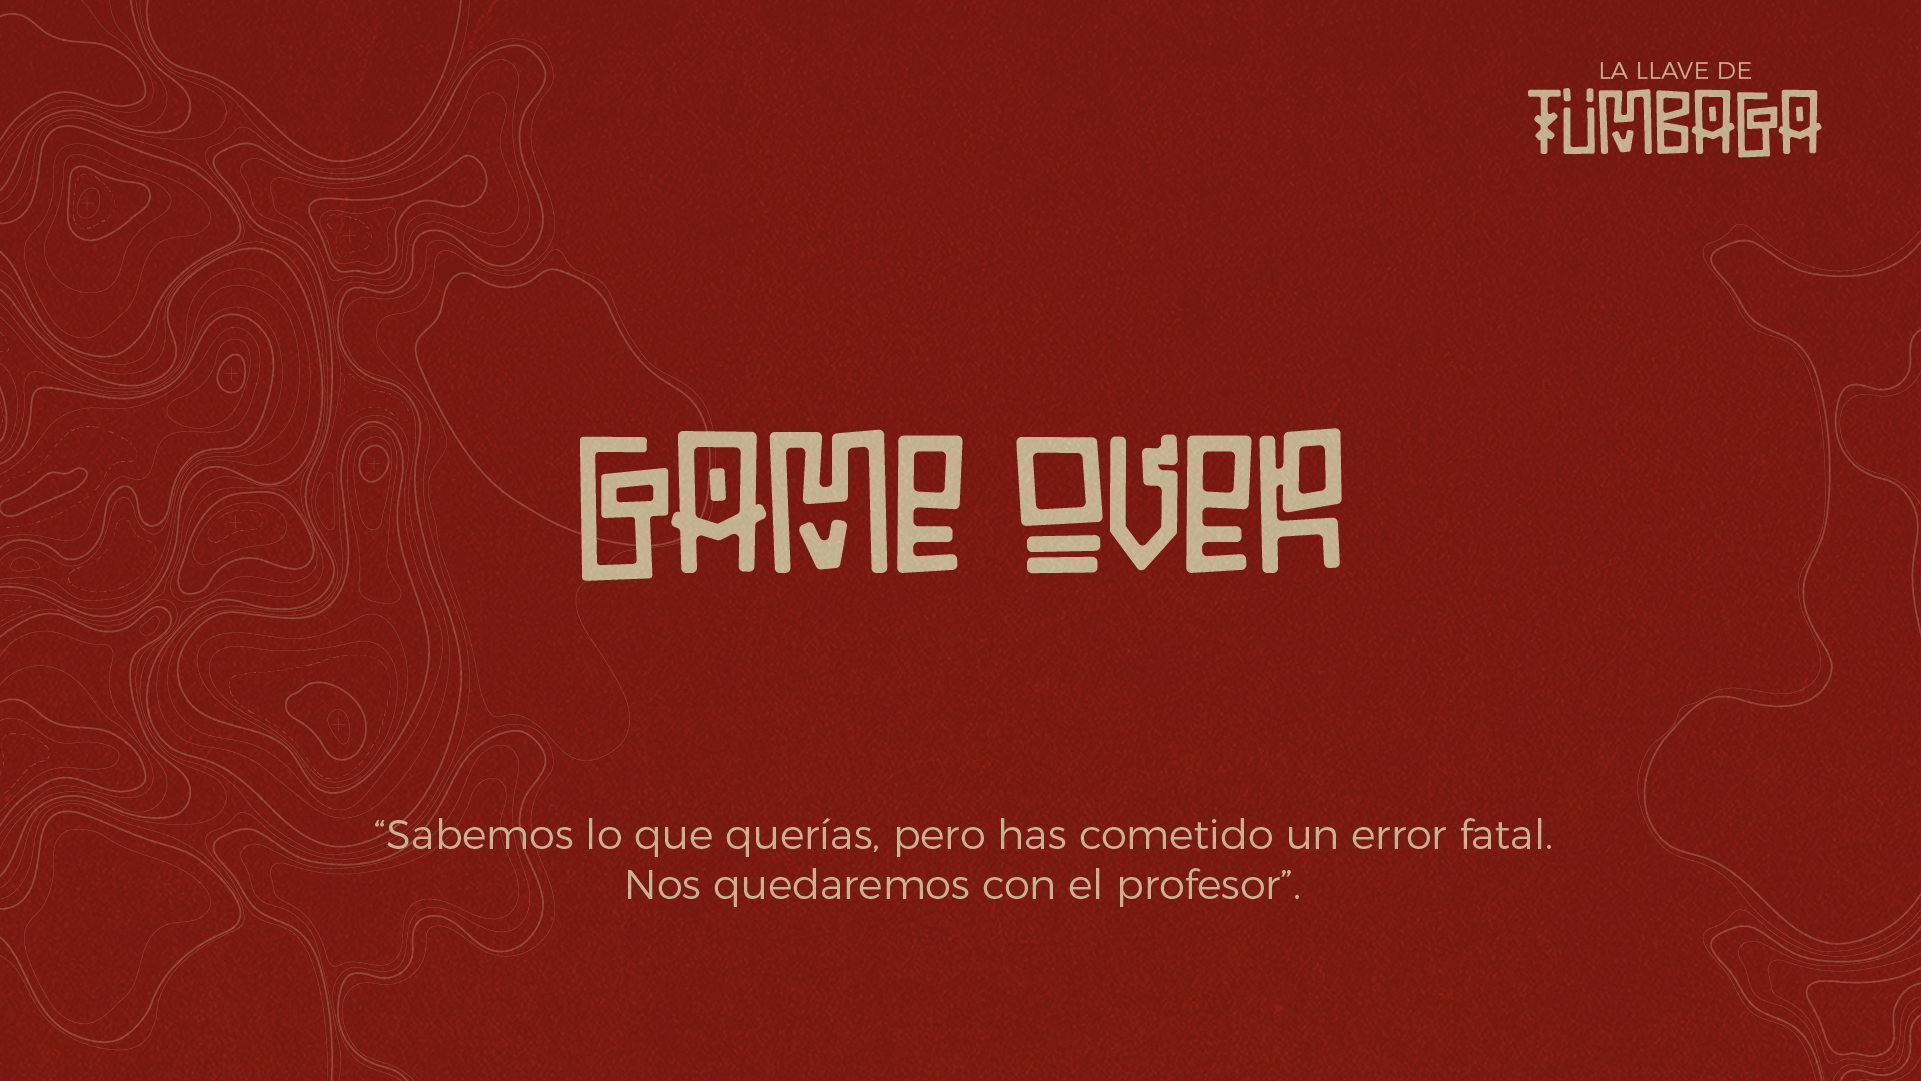 LA LLAVE DE
TUMBAGA
GAME OVER
“Sabemos lo que querías, pero has cometido un error fatal.
Nos quedaremos con el profesor”.